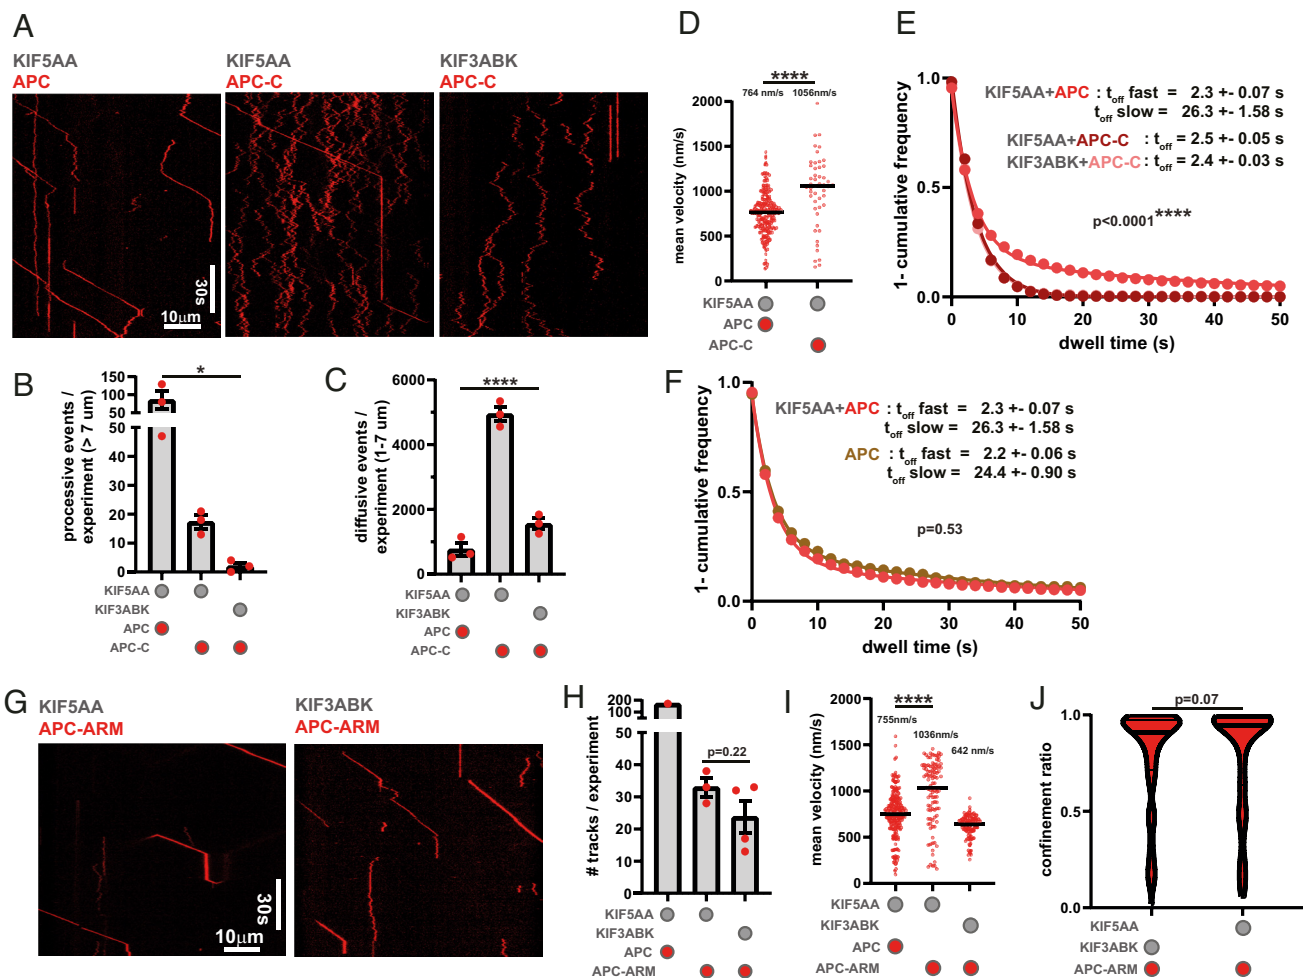 A
KIF5AA
APC
KIF5AA
APC-C
KIF3ABK
APC-C
30s
10μm
B
processive events /
experiment (> 7 um)
150
100
50
50
40
30
20
10
0
*
KIF5AA
KIF3ABK
APC
APC-C
C
diffusive events /
experiment (1-7 um)
6000
4000
2000
0
****
KIF5AA
KIF3ABK
APC
APC-C
D
****
764 nm/s 1056nm/s
mean velocity (nm/s)
2000
1500
1000
500
0
KIF5AA
APC
APC-C
E
1- cumulative frequency
1.0
0.5
0.0
KIF5AA+APC : toff fast = 2.3 +- 0.07 s
toff slow = 26.3 +- 1.58 s
KIF5AA+APC-C : toff = 2.5 +- 0.05 s
KIF3ABK+APC-C : toff = 2.4 +- 0.03 s
p<0.0001****
0 10 20 30 40 50
dwell time (s)
F
1- cumulative frequency
1.0
0.5
0.0
KIF5AA+APC : toff fast = 2.3 +- 0.07 s
toff slow = 26.3 +- 1.58 s
APC : toff fast = 2.2 +- 0.06 s
toff slow = 24.4 +- 0.90 s
p=0.53
0 10 20 30 40 50
dwell time (s)
G
KIF5AA
APC-ARM
KIF3ABK
APC-ARM
30s
10μm
H
# tracks / experiment
200
100
50
40
30
20
10
0
p=0.22
KIF5AA
KIF3ABK
APC
APC-ARM
I
mean velocity (nm/s)
2000
1500
1000
500
0
****
755nm/s
1036nm/s
642 nm/s
KIF5AA
KIF3ABK
APC
APC-ARM
J
p=0.07
confinement ratio
1.0
0.5
0.0
KIF5AA
KIF3ABK
APC-ARM